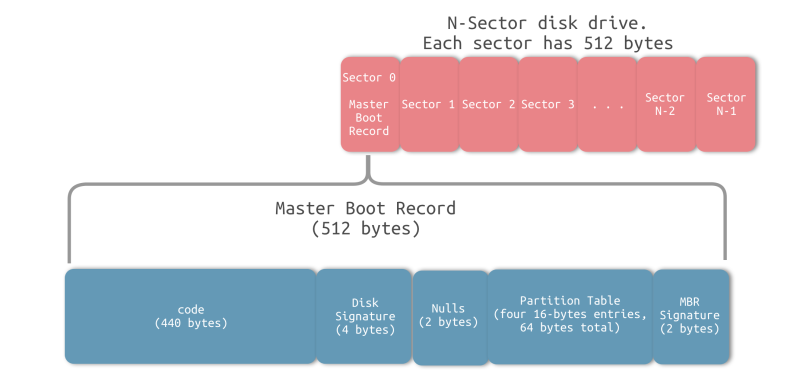 N-Sector disk drive.
Each sector has 512 bytes
Sector 0
Master
Boot
Record
Sector 1
Sector 2
Sector 3
. . .
Sector
N-2
Sector
N-1
Master Boot Record
(512 bytes)
code
(440 bytes)
Disk
Signature
(4 bytes)
Nulls
(2 bytes)
Partition Table
(four 16-bytes entries,
64 bytes total)
MBR
Signature
(2 bytes)